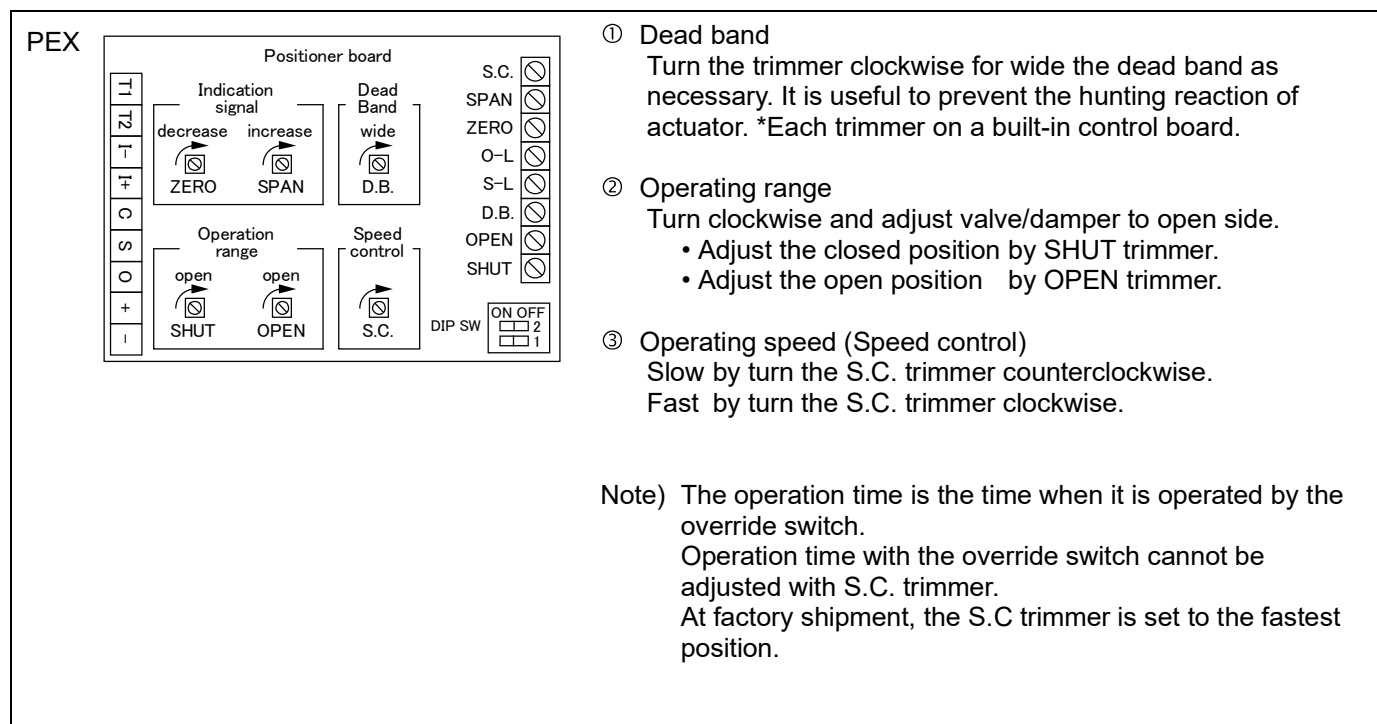 PEX
Positioner board
T1
T2
I-
I+
C
S
O
+
-
Indication
signal
decrease increase
ZERO SPAN
Dead
Band
wide
D.B.
Operation
range
open open
SHUT OPEN
Speed
control
S.C.
S.C.
SPAN
ZERO
O-L
S-L
D.B.
OPEN
SHUT
DIP SW
ON OFF
2
1
① Dead band
Turn the trimmer clockwise for wide the dead band as
necessary. It is useful to prevent the hunting reaction of
actuator. *Each trimmer on a built-in control board.
② Operating range
Turn clockwise and adjust valve/damper to open side.
• Adjust the closed position by SHUT trimmer.
• Adjust the open position by OPEN trimmer.
③ Operating speed (Speed control)
Slow by turn the S.C. trimmer counterclockwise.
Fast by turn the S.C. trimmer clockwise.
Note) The operation time is the time when it is operated by the
override switch.
Operation time with the override switch cannot be
adjusted with S.C. trimmer.
At factory shipment, the S.C trimmer is set to the fastest
position.